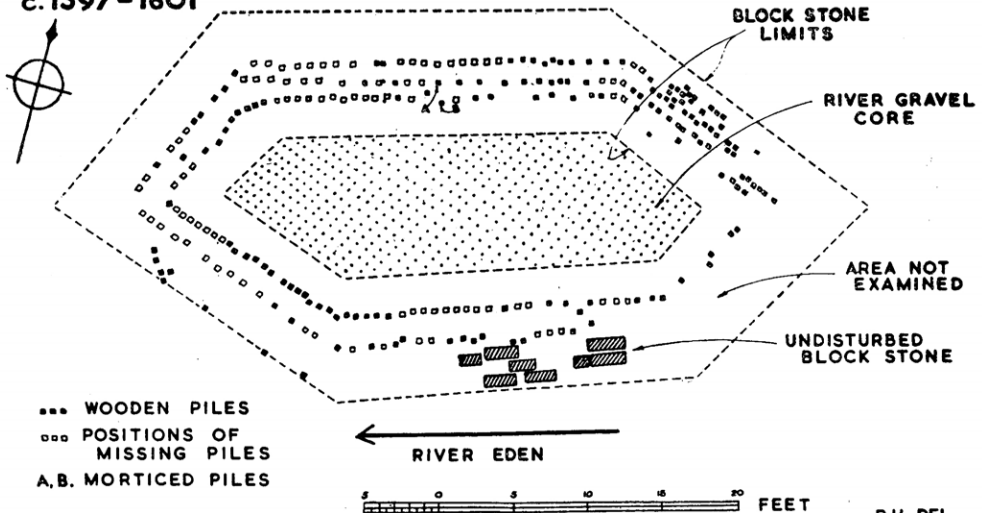 c. 1597-1601
BLOCK STONE
LIMITS
RIVER GRAVEL
CORE
A
B
AREA NOT
EXAMINED
UNDISTURBED
BLOCK STONE
WOODEN PILES
POSITIONS OF
MISSING PILES
A, B. MORTICED PILES
RIVER EDEN
5 0 5 10 15 20 FEET